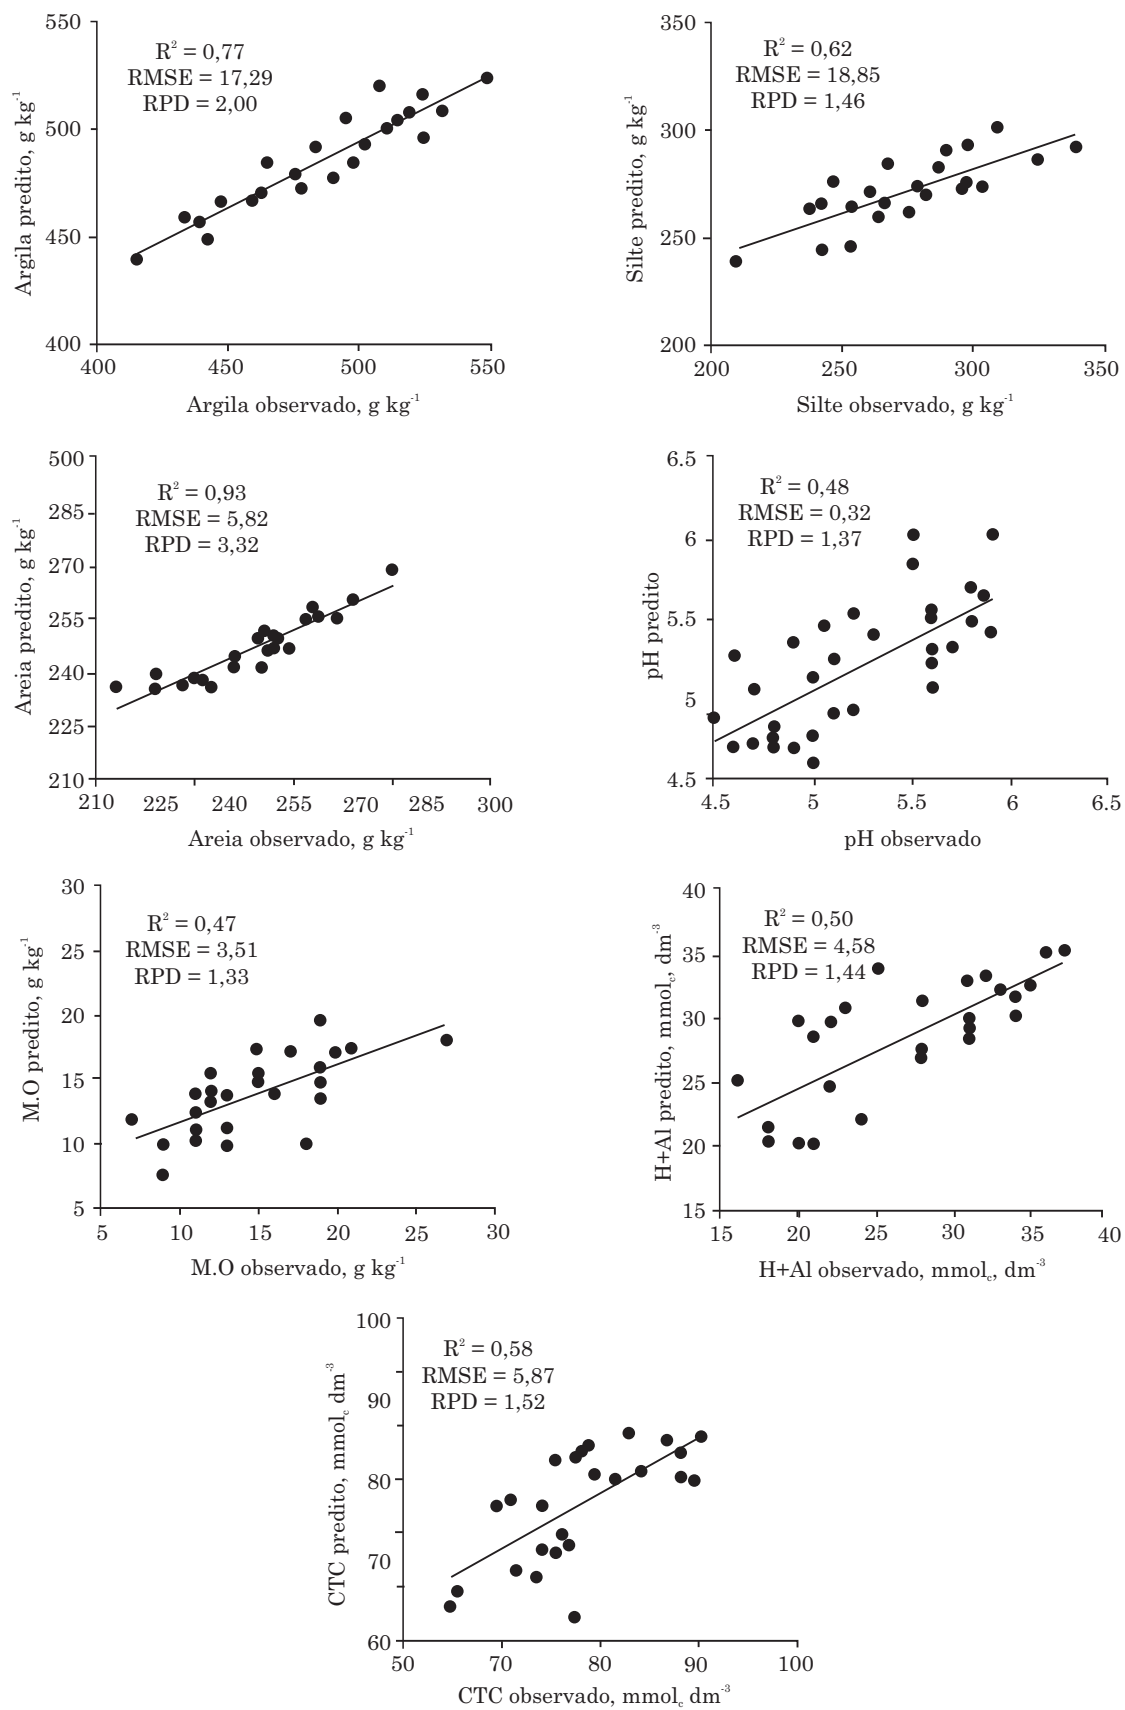 550
500
450
400
Argila predito, g kg⁻¹
R² = 0,77
RMSE = 17,29
RPD = 2,00
400 450 500 550
Argila observado, g kg⁻¹
350
300
250
200
Silte predito, g kg⁻¹
R² = 0,62
RMSE = 18,85
RPD = 1,46
200 250 300 350
Silte observado, g kg⁻¹
500
285
270
255
240
225
210
Areia predito, g kg⁻¹
R² = 0,93
RMSE = 5,82
RPD = 3,32
210 225 240 255 270 285 300
Areia observado, g kg⁻¹
6.5
6
5.5
5
4.5
pH predito
R² = 0,48
RMSE = 0,32
RPD = 1,37
4.5 5 5.5 6 6.5
pH observado
30
25
20
15
10
5
M.O predito, g kg⁻¹
R² = 0,47
RMSE = 3,51
RPD = 1,33
5 10 15 20 25 30
M.O observado, g kg⁻¹
40
35
30
25
20
15
H+Al predito, mmol_c, dm⁻³
R² = 0,50
RMSE = 4,58
RPD = 1,44
15 20 25 30 35 40
H+Al observado, mmol_c, dm⁻³
100
90
80
70
60
CTC predito, mmol_c dm⁻³
R² = 0,58
RMSE = 5,87
RPD = 1,52
50 70 80 90 100
CTC observado, mmol_c dm⁻³